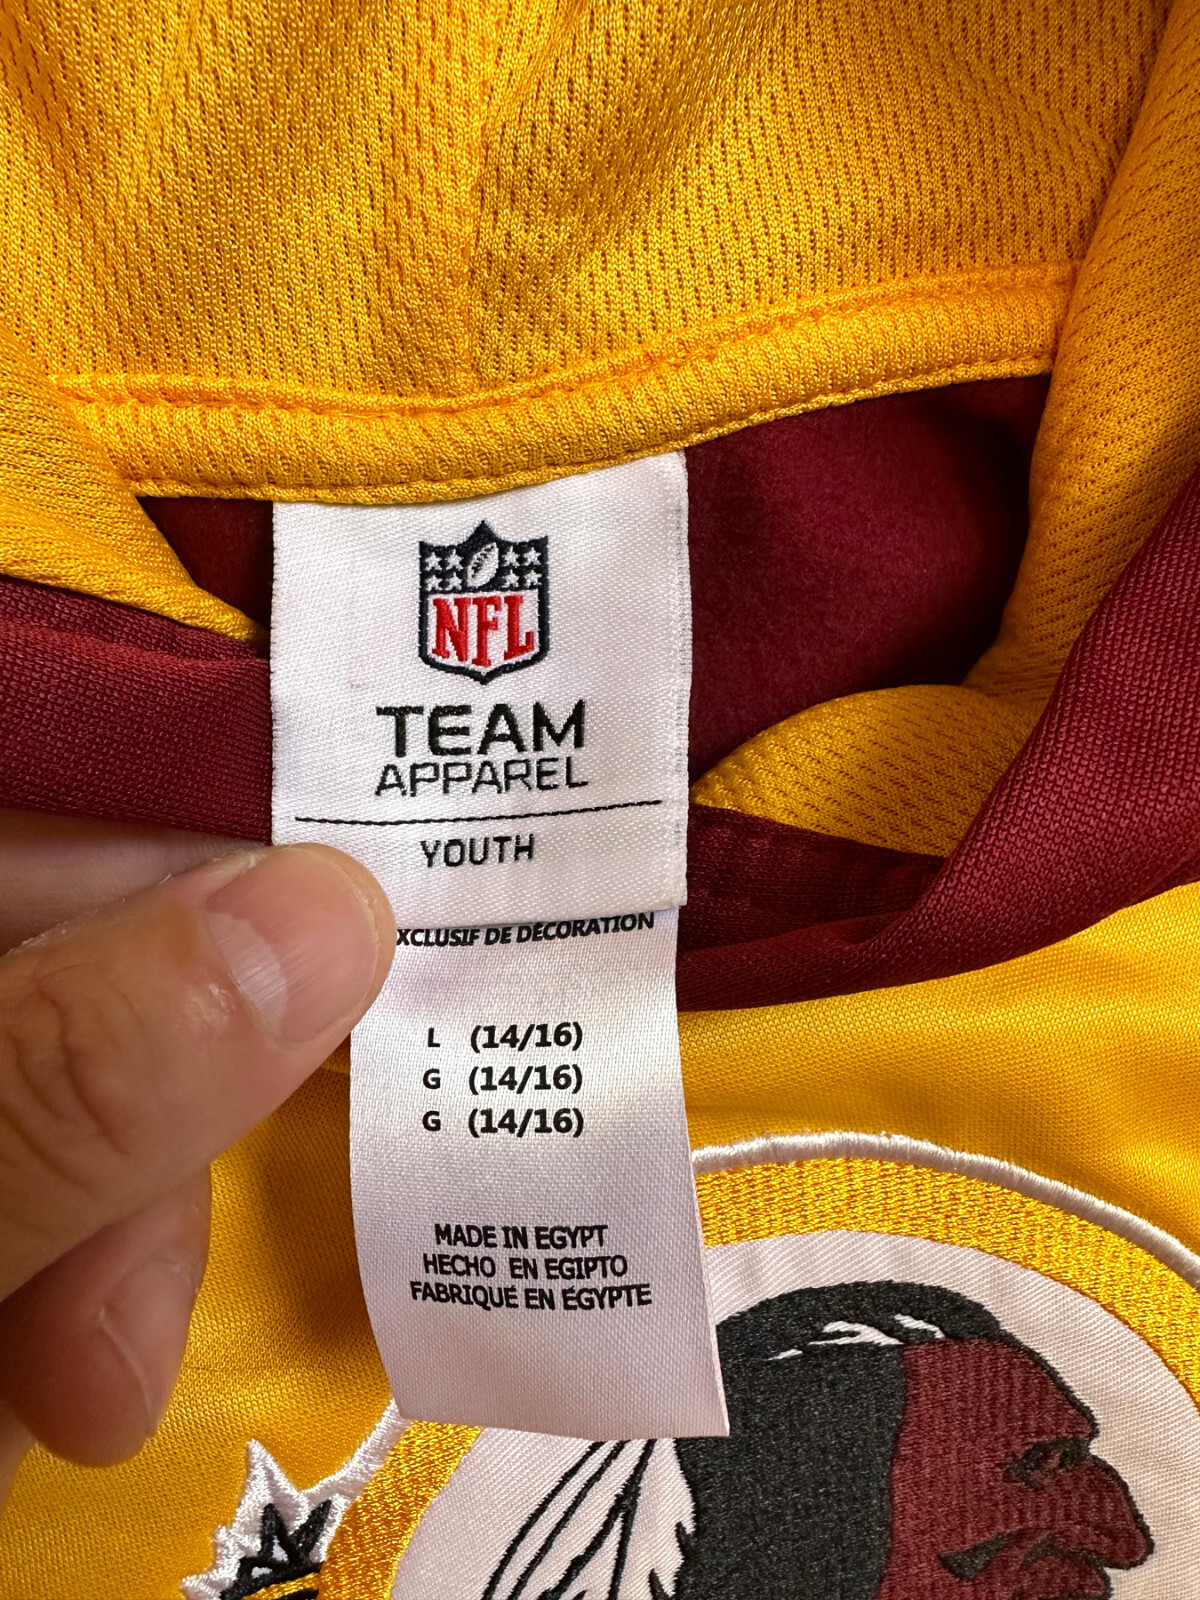 NFL
TEAM
APPAREL
YOUTH
XCLUSIF DE DÉCORATION
L (14/16)
G (14/16)
G (14/16)
MADE IN EGYPT
HECHO EN EGIPTO
FABRIQUÉ EN ÉGYPTE